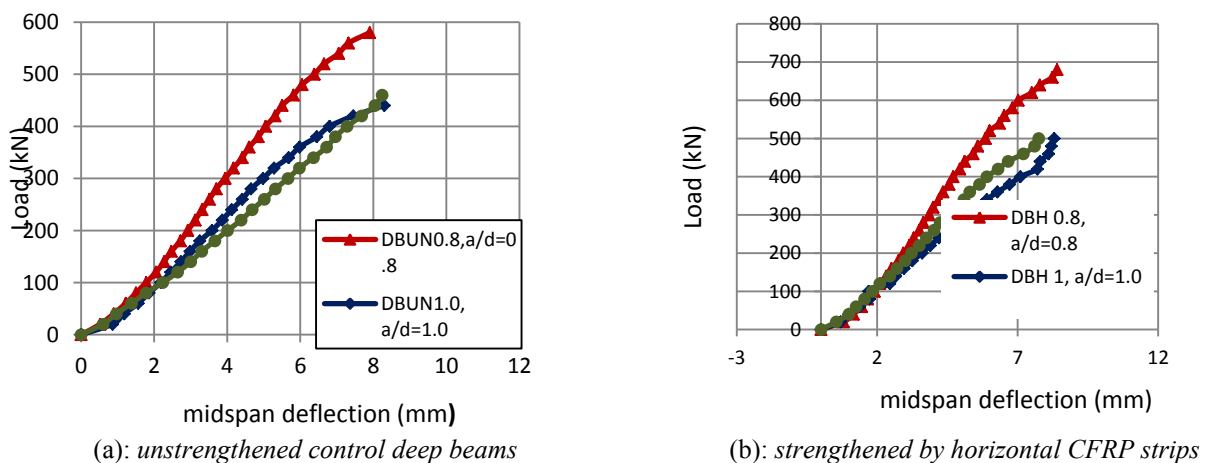 600
500
400
300
200
100
0
Load (kN)
0 2 4 6 8 10 12
midspan deflection (mm)
DBUN0.8,a/d=0
.8
DBUN1.0,
a/d=1.0
(a): unstrengthened control deep beams
800
700
600
500
400
300
200
100
0
Load (kN)
-3 2 7 12
midspan deflection (mm)
DBH 0.8,
a/d=0.8
DBH 1, a/d=1.0
(b): strengthened by horizontal CFRP strips